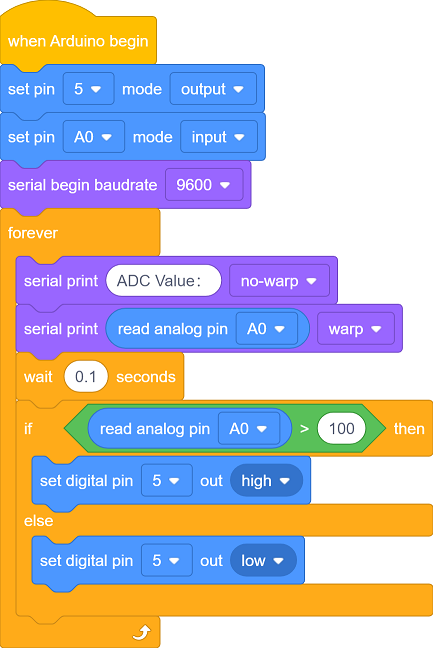 when Arduino begin
set pin 5 mode output
set pin A0 mode input
serial begin baudrate 9600
forever
serial print ADC Value： no-warp
serial print read analog pin A0 warp
wait 0.1 seconds
if read analog pin A0 > 100 then
set digital pin 5 out high
else
set digital pin 5 out low